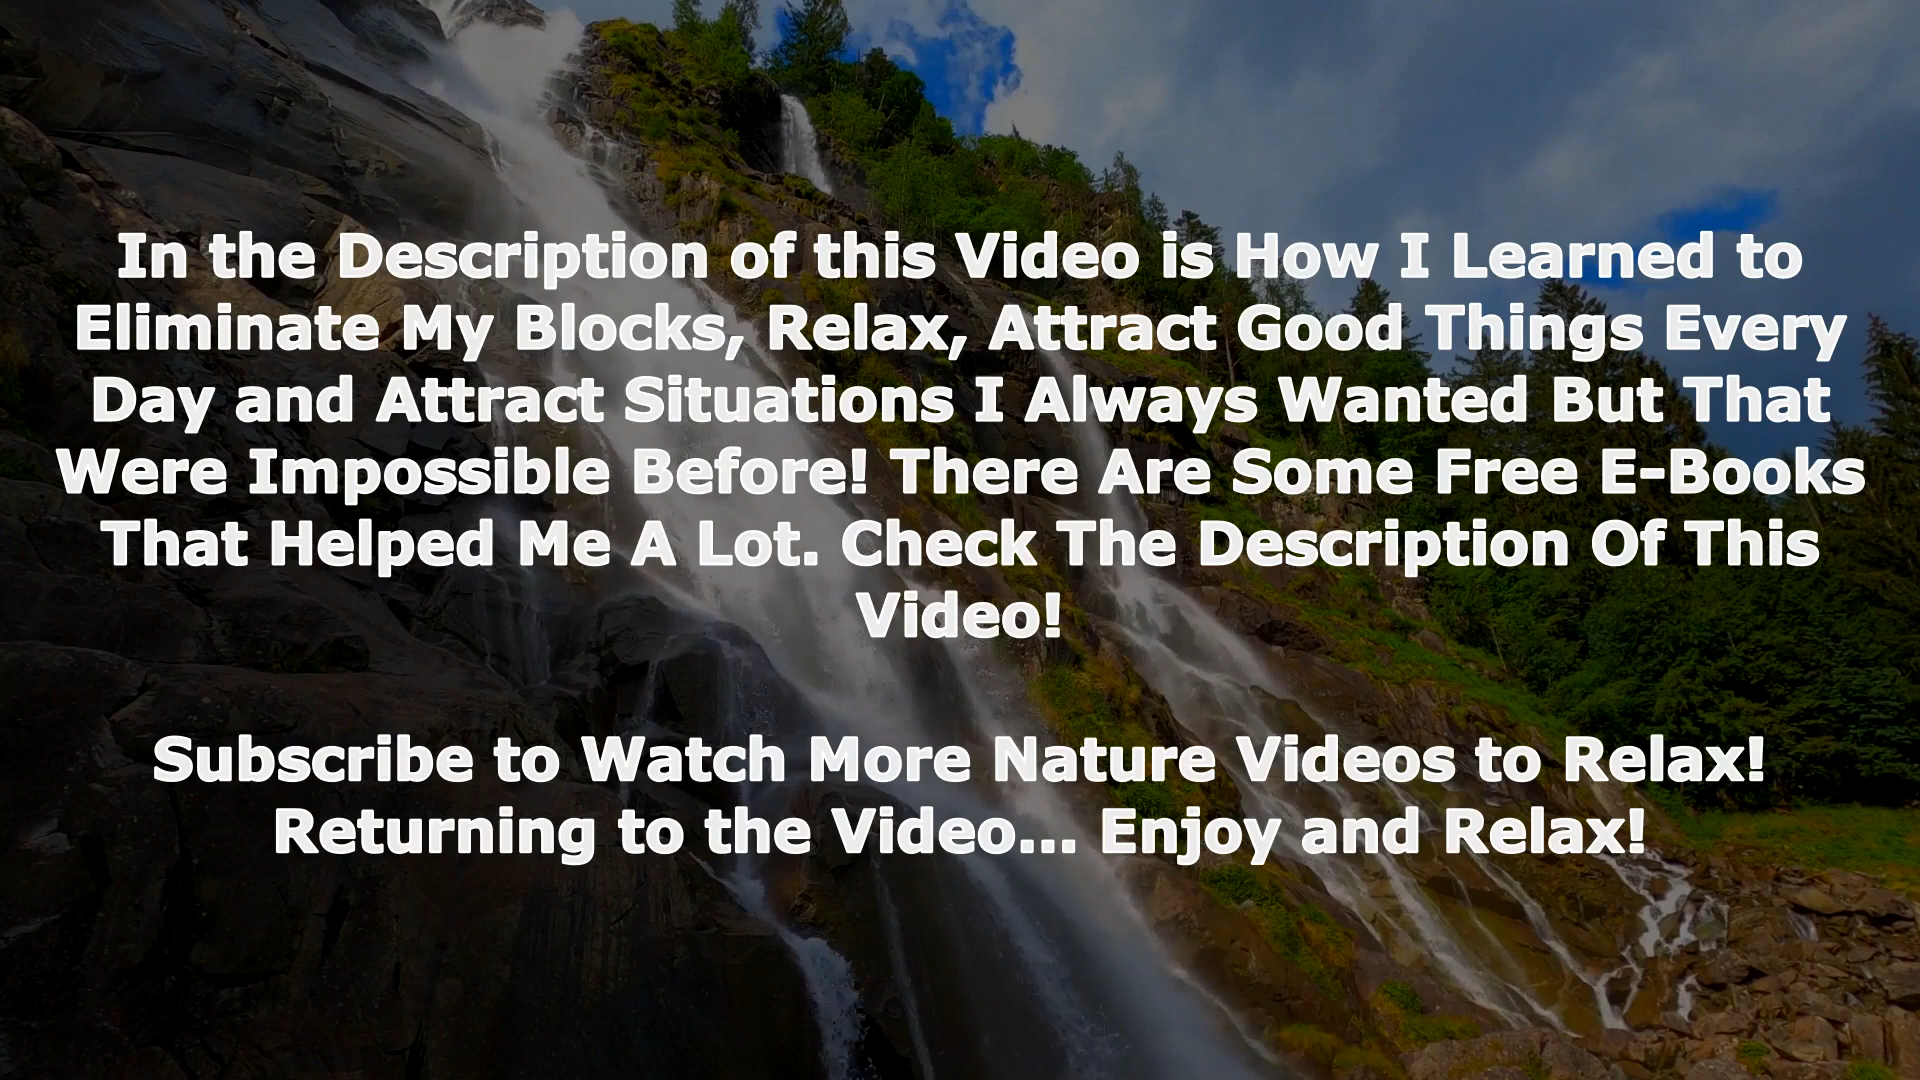 In the Description of this Video is How I Learned to
Eliminate My Blocks, Relax, Attract Good Things Every
Day and Attract Situations I Always Wanted But That
Were Impossible Before! There Are Some Free E-Books
That Helped Me A Lot. Check The Description Of This
Video!
Subscribe to Watch More Nature Videos to Relax!
Returning to the Video... Enjoy and Relax!